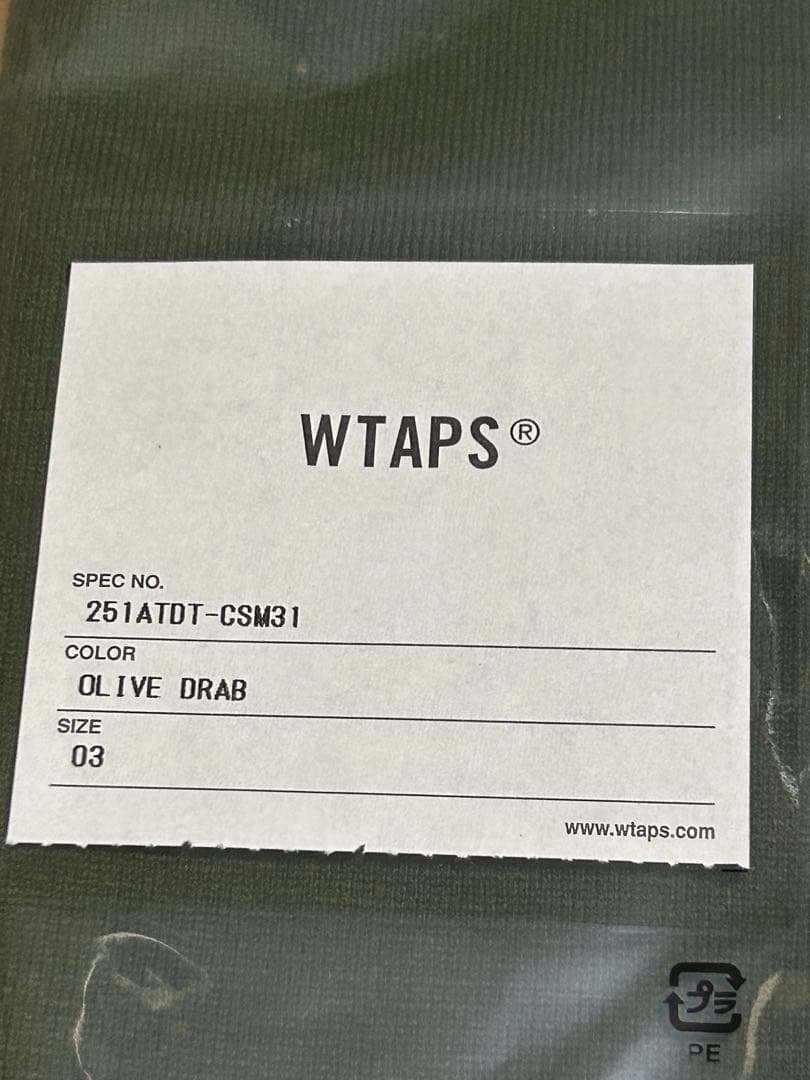 WTAPS®
SPEC NO.
251ATDT-CSM31
COLOR
OLIVE DRAB
SIZE
03
www.wtaps.com
プラ
PE